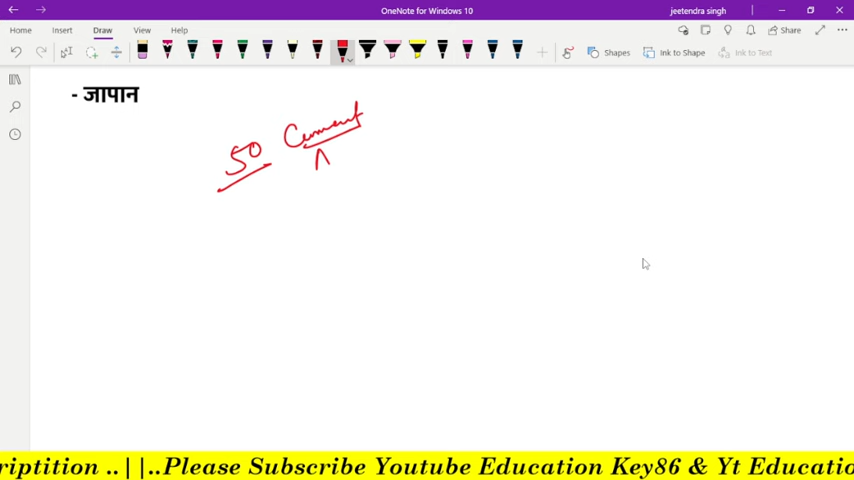 OneNote for Windows 10
jeetendra singh
Home Insert Draw View Help
Shapes Ink to Shape Ink to Text Share
- जापान
50 Cement
riptition ..||..Please Subscribe Youtube Education Key86 & Yt Educatio